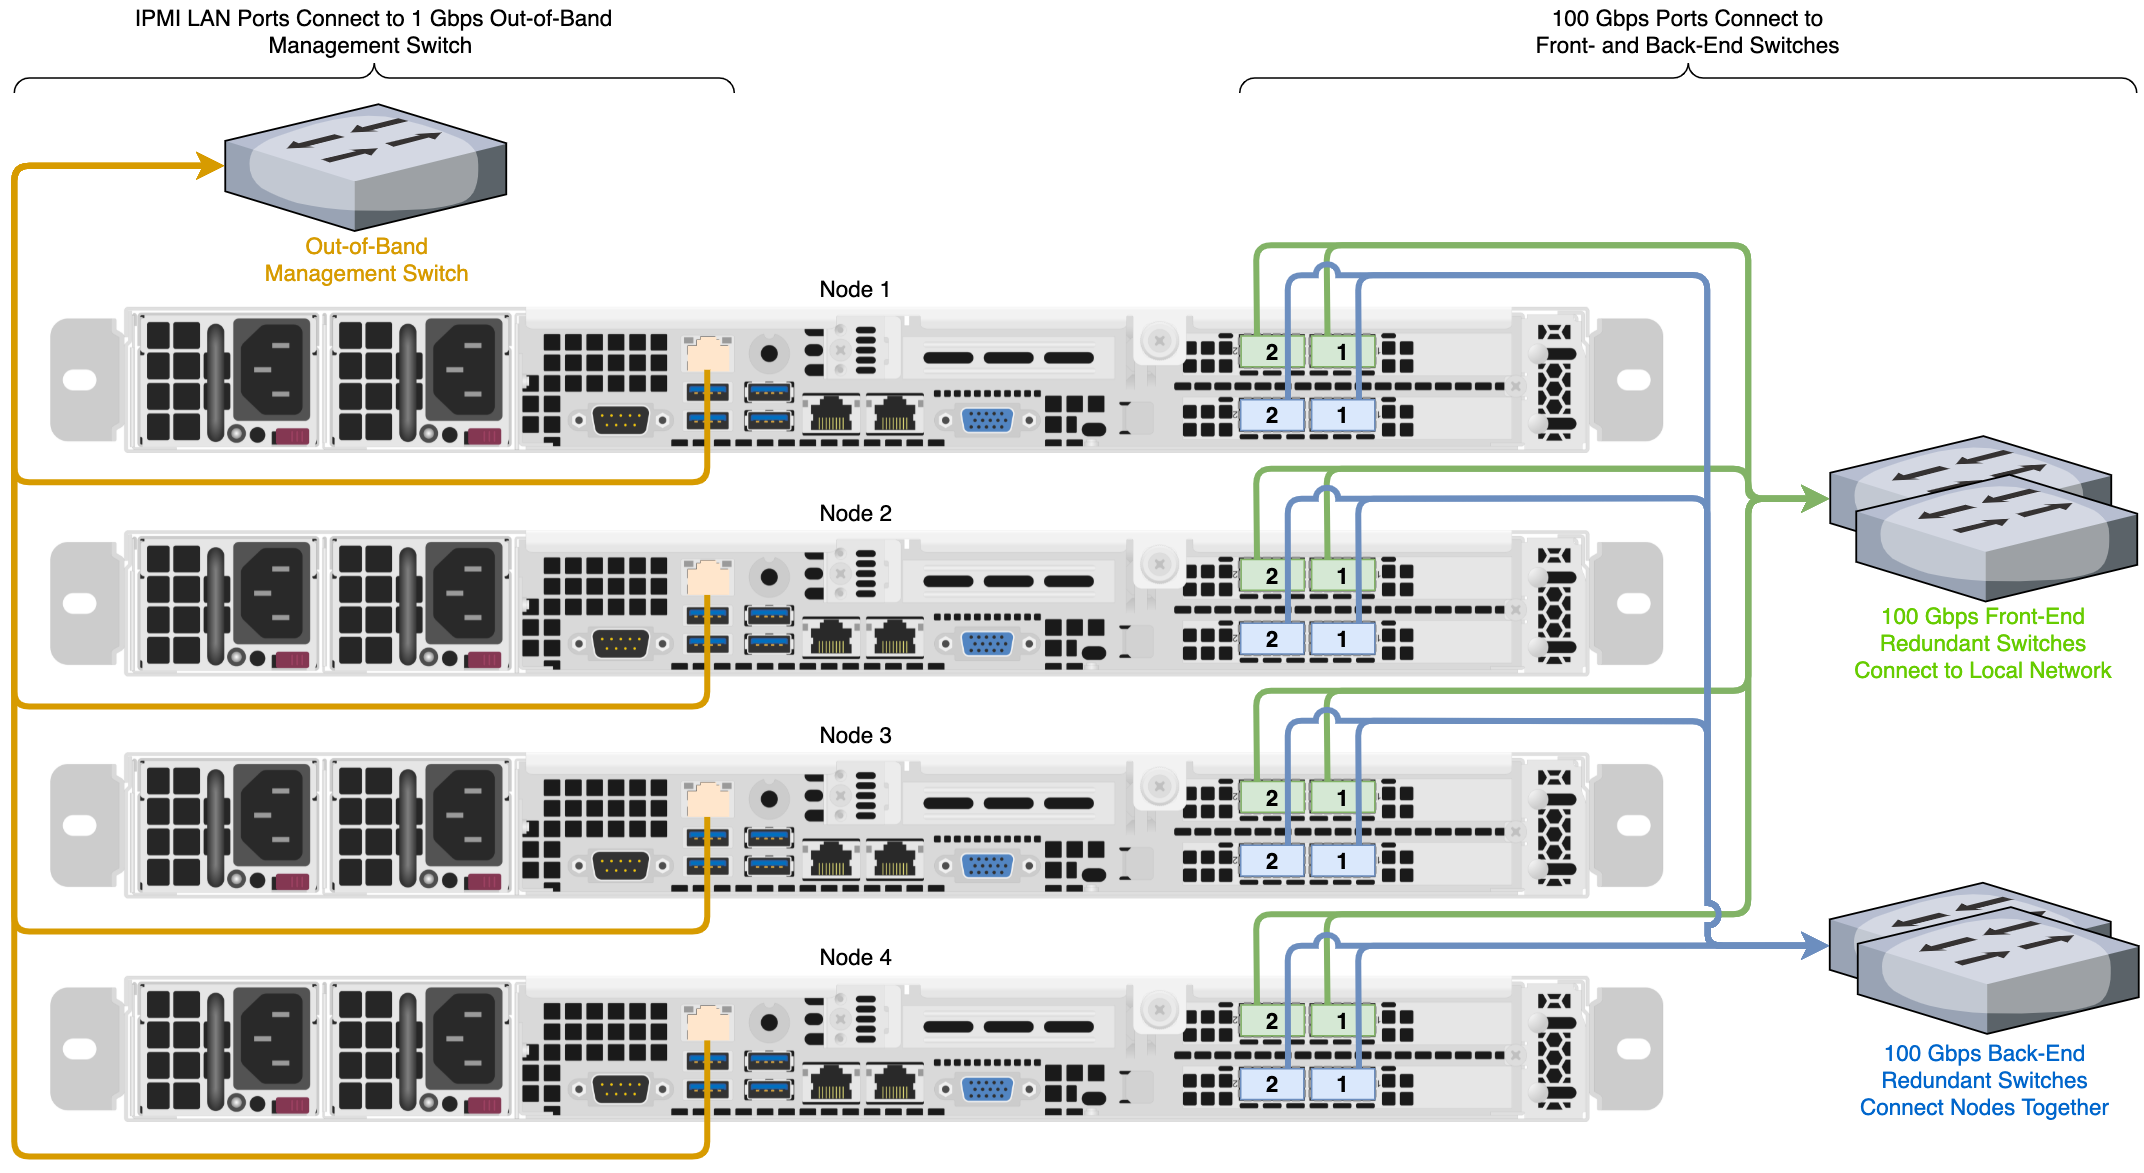 IPMI LAN Ports Connect to 1 Gbps Out-of-Band
Management Switch
100 Gbps Ports Connect to
Front- and Back-End Switches
Out-of-Band
Management Switch
Node 1
2 1
2 1
Node 2
2 1
2 1
100 Gbps Front-End
Redundant Switches
Connect to Local Network
Node 3
2 1
2 1
Node 4
2 1
2 1
100 Gbps Back-End
Redundant Switches
Connect Nodes Together